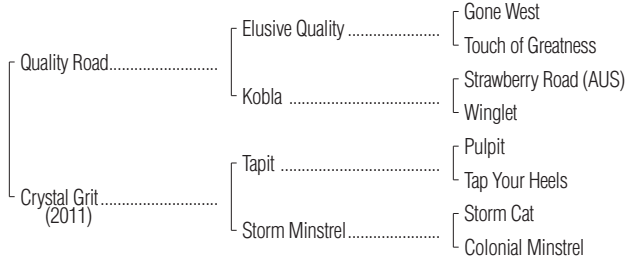 Gone West
Elusive Quality
Touch of Greatness
Quality Road
Strawberry Road (AUS)
Kobla
Winglet
Pulpit
Tapit
Tap Your Heels
Crystal Grit
(2011)
Storm Cat
Storm Minstrel
Colonial Minstrel